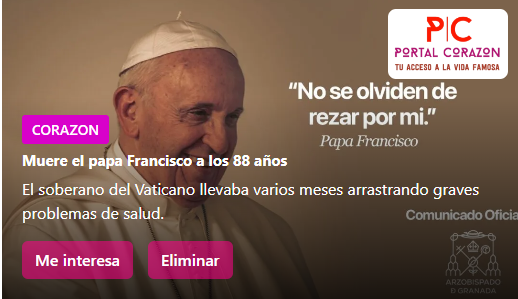 P|C
PORTAL CORAZON
TU ACCESO A LA VIDA FAMOSA
“No se olviden de
rezar por mi.”
Papa Francisco
CORAZON
Muere el papa Francisco a los 88 años
El soberano del Vaticano llevaba varios meses arrastrando graves
problemas de salud.
Comunicado Oficia
Me interesa
Eliminar
ARZOBISPADO
D GRANADA